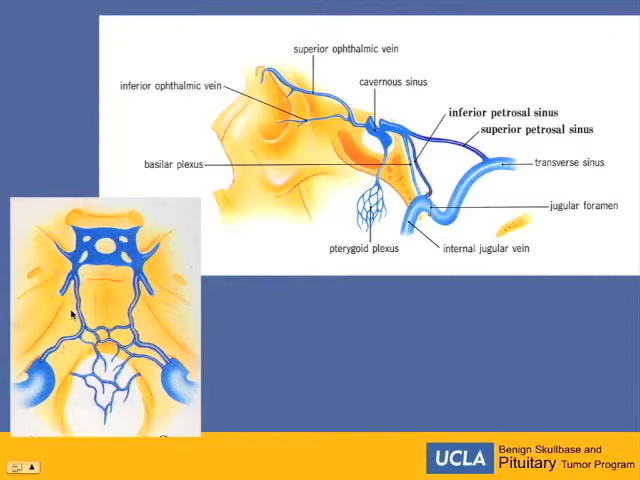 superior ophthalmic vein
inferior ophthalmic vein
cavernous sinus
inferior petrosal sinus
superior petrosal sinus
basilar plexus
transverse sinus
jugular foramen
pterygoid plexus
internal jugular vein
UCLA
Benign Skullbase and
Pituitary Tumor Program